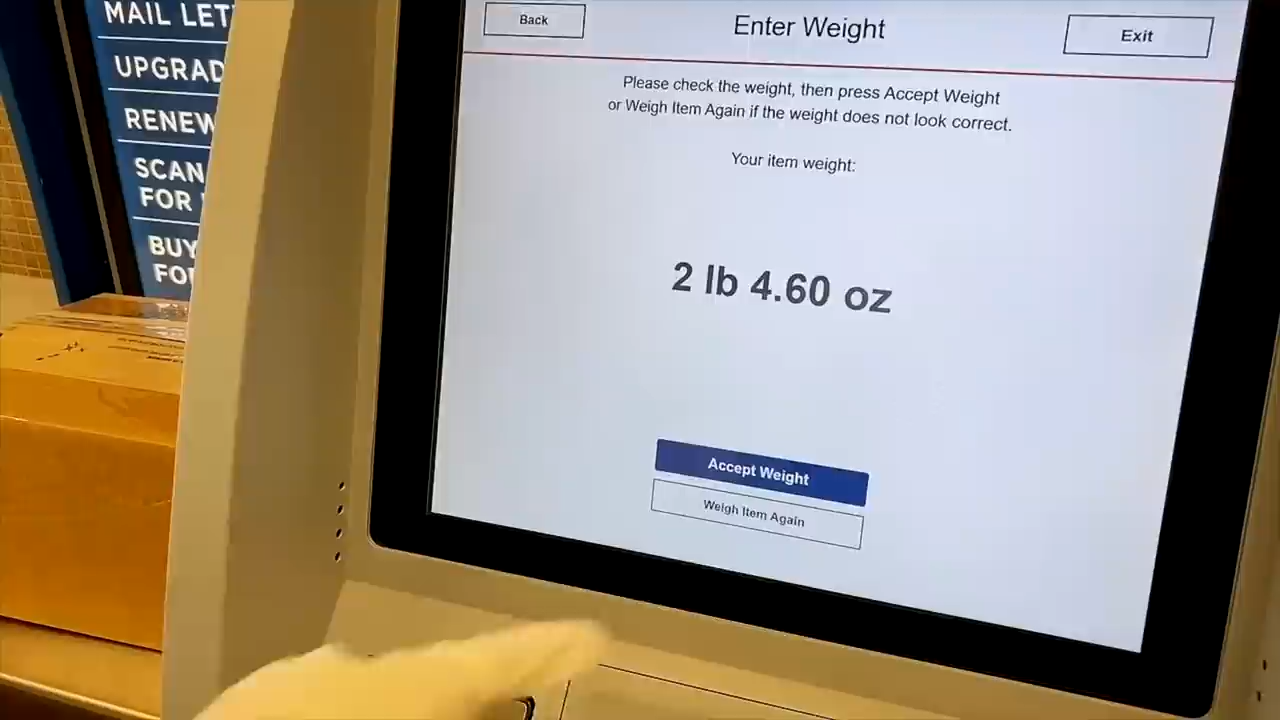 MAIL LET
UPGRAD
RENEW
SCAN
FOR
BUY
FO
Back
Enter Weight
Exit
Please check the weight, then press Accept Weight
or Weigh Item Again if the weight does not look correct.
Your item weight:
2 lb 4.60 oz
Accept Weight
Weigh Item Again